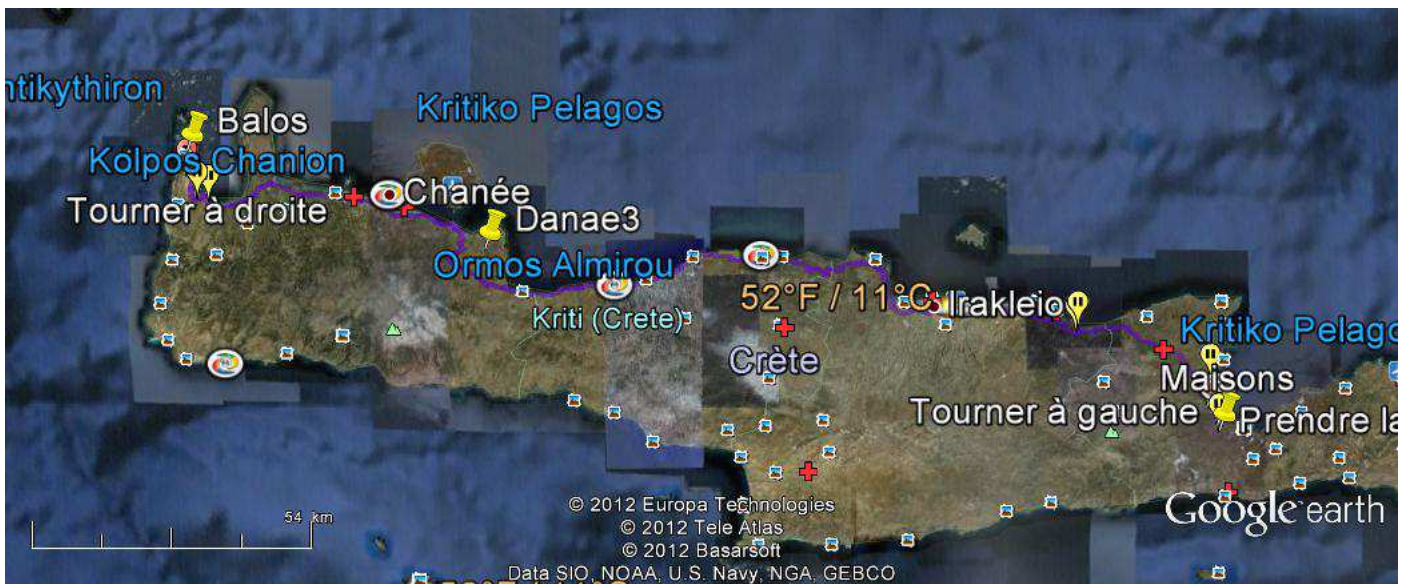 ntikythiron
Balos
Kritiko Pelagos
Kolpos Chanion
Chanée
Tourner à droite
Danae3
Ormos Almirou
52°F / 11°C
Irakleio
Kriti (Crete)
Kritiko Pelago
Crète
Maisons
Tourner à gauche
Prendre la
54 km
© 2012 Europa Technologies
© 2012 Tele Atlas
© 2012 Basarsoft
Data SIO, NOAA, U.S. Navy, NGA, GEBCO
Google earth